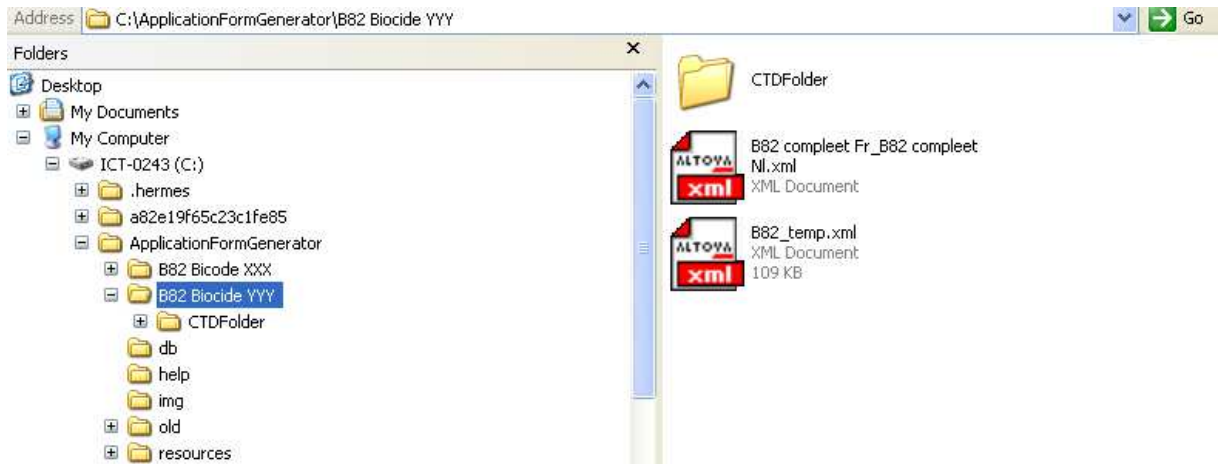 Address C:\ApplicationFormGenerator\B82 Biocide YYY Go
Folders
Desktop
My Documents
My Computer
ICT-0243 (C:)
.hermes
a82e19f65c23c1fe85
ApplicationFormGenerator
B82 Bicode XXX
B82 Biocide YYY
CTDFolder
db
help
img
old
resources
CTDFolder
ALTOVA
xml
B82 compleet Fr_B82 compleet
Nl.xml
XML Document
ALTOVA
xml
B82_temp.xml
XML Document
109 KB